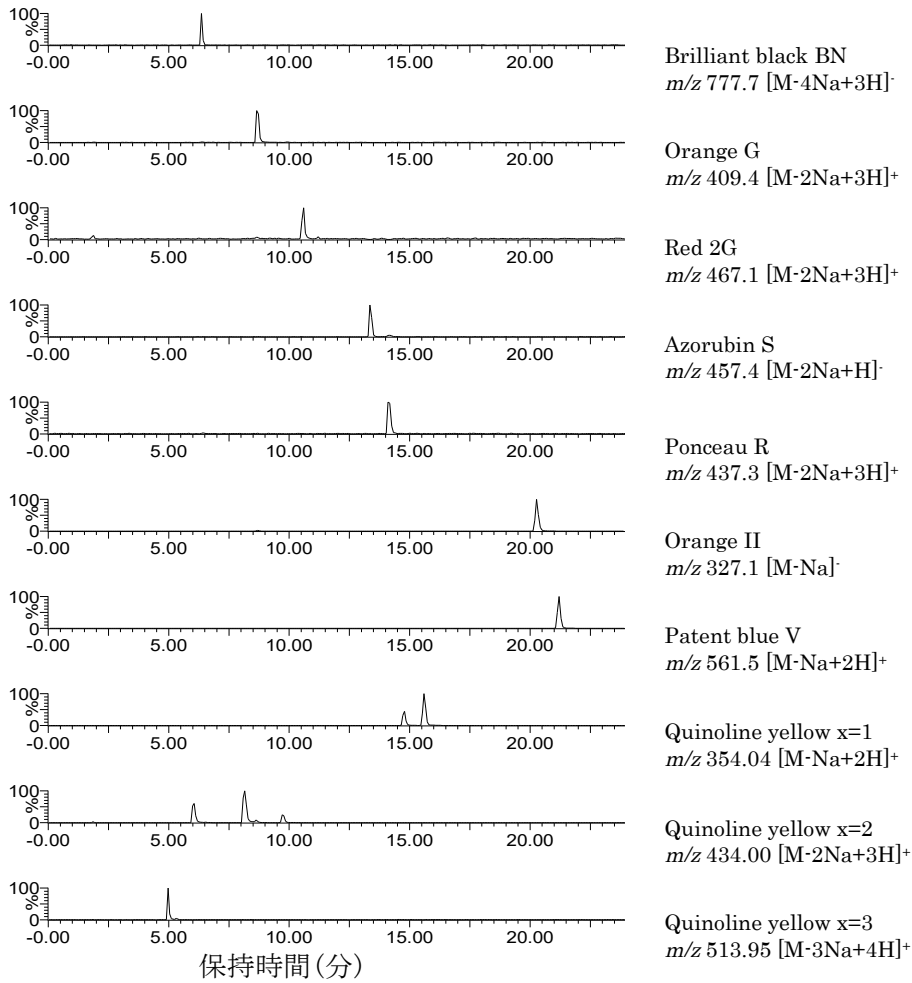 100
%
0
-0.00 5.00 10.00 15.00 20.00
Brilliant black BN
m/z 777.7 [M-4Na+3H]-
100
%
0
-0.00 5.00 10.00 15.00 20.00
Orange G
m/z 409.4 [M-2Na+3H]+
100
%
0
-0.00 5.00 10.00 15.00 20.00
Red 2G
m/z 467.1 [M-2Na+3H]+
100
%
0
-0.00 5.00 10.00 15.00 20.00
Azorubin S
m/z 457.4 [M-2Na+H]-
100
%
0
-0.00 5.00 10.00 15.00 20.00
Ponceau R
m/z 437.3 [M-2Na+3H]+
100
%
0
-0.00 5.00 10.00 15.00 20.00
Orange II
m/z 327.1 [M-Na]-
100
%
0
-0.00 5.00 10.00 15.00 20.00
Patent blue V
m/z 561.5 [M-Na+2H]+
100
%
0
-0.00 5.00 10.00 15.00 20.00
Quinoline yellow x=1
m/z 354.04 [M-Na+2H]+
100
%
0
-0.00 5.00 10.00 15.00 20.00
Quinoline yellow x=2
m/z 434.00 [M-2Na+3H]+
100
%
0
-0.00 5.00 10.00 15.00 20.00
Quinoline yellow x=3
m/z 513.95 [M-3Na+4H]+
保持時間(分)